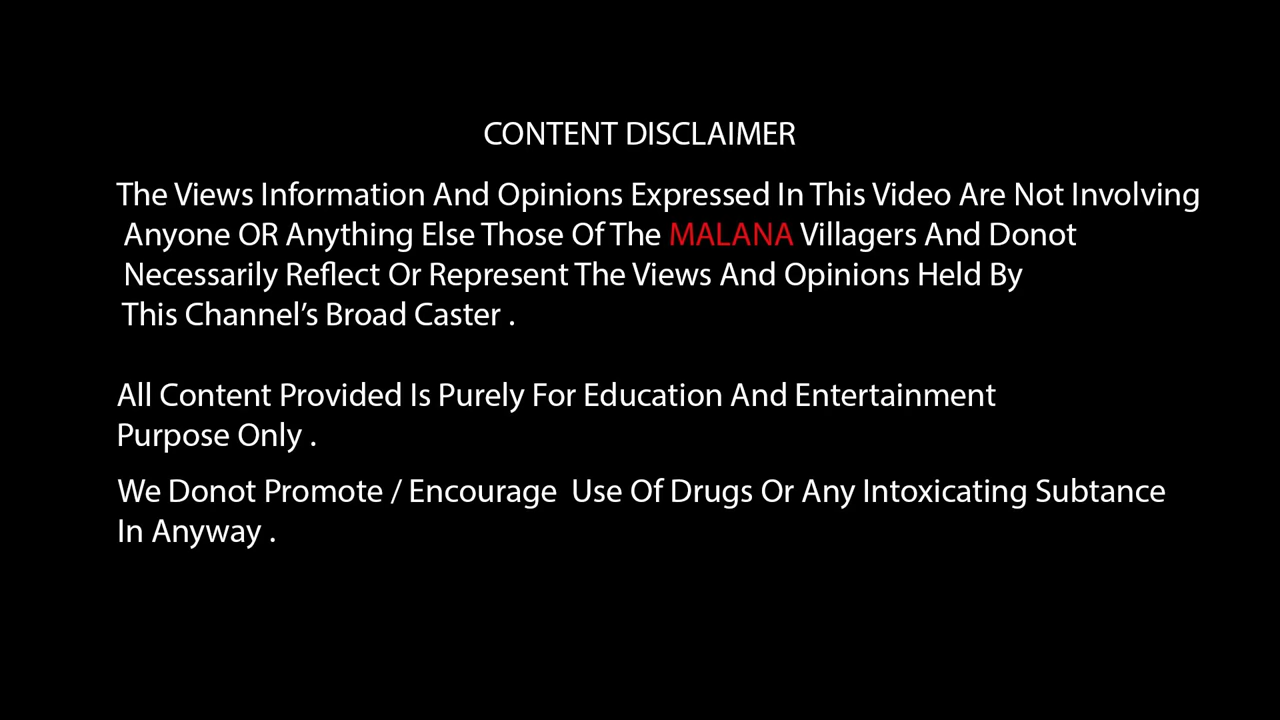 CONTENT DISCLAIMER
The Views Information And Opinions Expressed In This Video Are Not Involving
Anyone OR Anything Else Those Of The MALANA Villagers And Donot
Necessarily Reflect Or Represent The Views And Opinions Held By
This Channel’s Broad Caster .
All Content Provided Is Purely For Education And Entertainment
Purpose Only .
We Donot Promote / Encourage  Use Of Drugs Or Any Intoxicating Subtance
In Anyway .